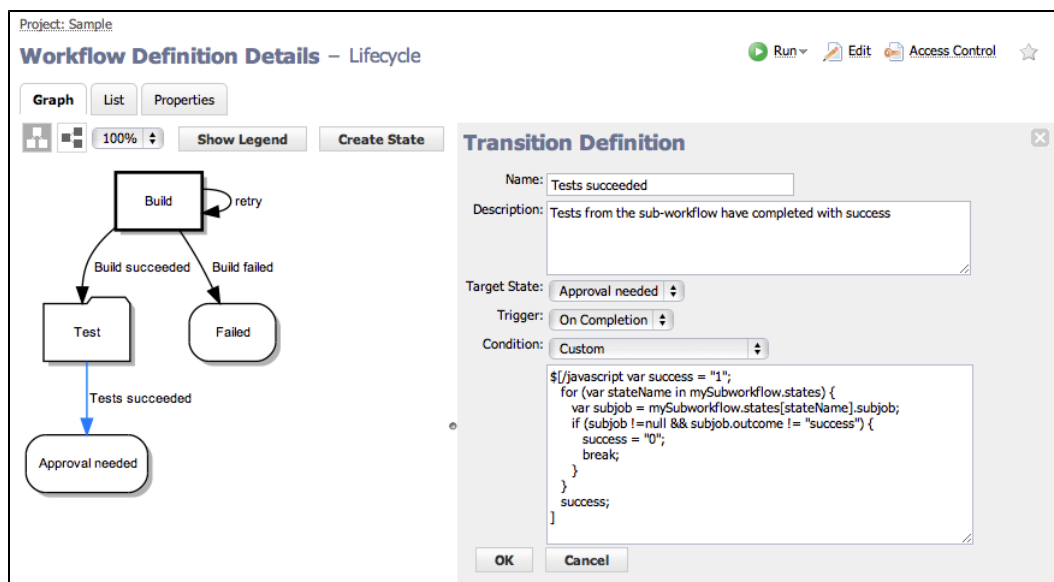 Project: Sample
Workflow Definition Details – Lifecycle
Run
Edit
Access Control
Graph
List
Properties
100%
Show Legend
Create State
Build
retry
Build succeeded
Build failed
Test
Failed
Tests succeeded
Approval needed
Transition Definition
Name: Tests succeeded
Description: Tests from the sub-workflow have completed with success
Target State: Approval needed
Trigger: On Completion
Condition: Custom
$[/javascript var success = "1";
for (var stateName in mySubworkflow.states) {
var subjob = mySubworkflow.states[stateName].subjob;
if (subjob !=null && subjob.outcome != "success") {
success = "0";
break;
}
}
success;
]
OK
Cancel